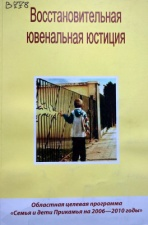 Восстановительная
ювенальная юстиция
Областная целевая программа
«Семья и дети Прикамья на 2006—2010 годы»